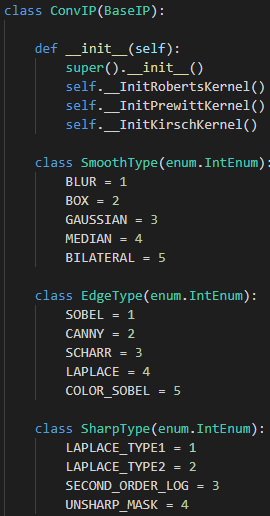 class ConvIP(BaseIP):
def __init__(self):
super().__init__()
self.__InitRobertsKernel()
self.__InitPrewittKernel()
self.__InitKirschKernel()
class SmoothType(enum.IntEnum):
BLUR = 1
BOX = 2
GAUSSIAN = 3
MEDIAN = 4
BILATERAL = 5
class EdgeType(enum.IntEnum):
SOBEL = 1
CANNY = 2
SCHARR = 3
LAPLACE = 4
COLOR_SOBEL = 5
class SharpType(enum.IntEnum):
LAPLACE_TYPE1 = 1
LAPLACE_TYPE2 = 2
SECOND_ORDER_LOG = 3
UNSHARP_MASK = 4